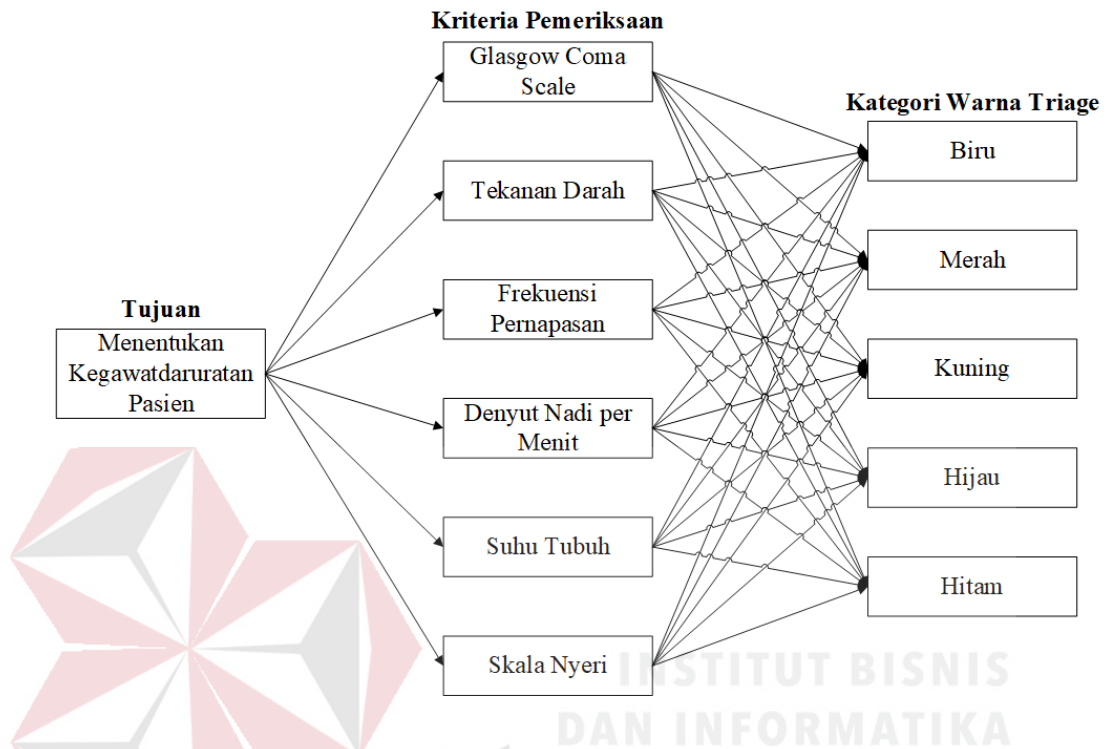 Kriteria Pemeriksaan
Glasgow Coma
Scale
Kategori Warna Triage
Biru
Tekanan Darah
Merah
Frekuensi
Pernapasan
Tujuan
Menentukan
Kegawatdaruratan
Pasien
Kuning
Denyut Nadi per
Menit
Hijau
Suhu Tubuh
Hitam
Skala Nyeri
INSTITUT BISNIS
DAN INFORMATIKA